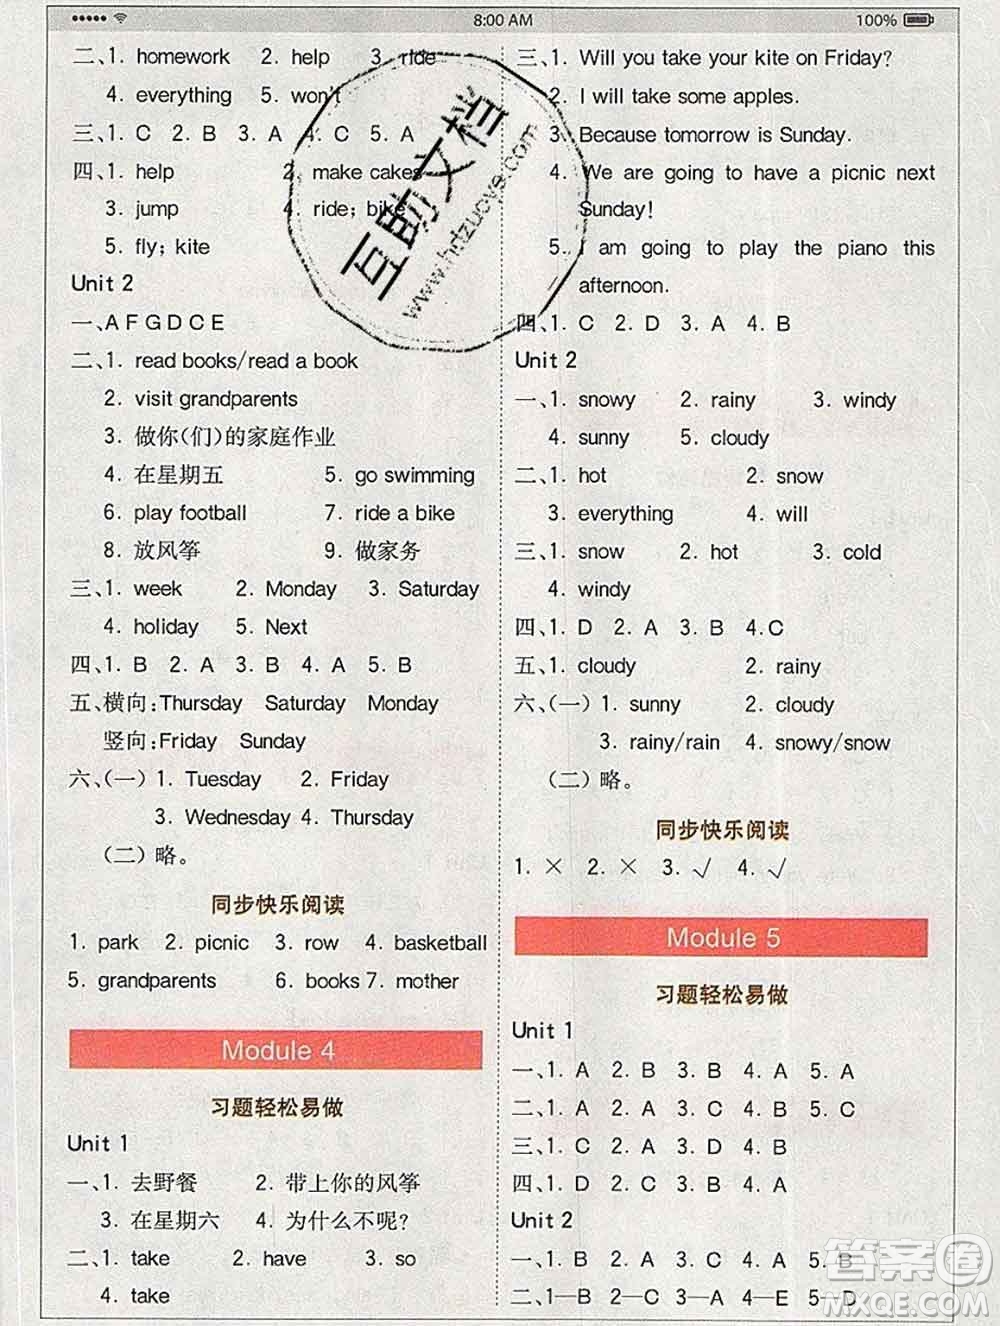 8:00 AM
100%
二、1. homework 2. help 3. ride
4. everything 5. won't
三、1. C 2. B 3. A 4. C 5. A
四、1. help 2. make cakes
3. jump 4. ride; bike
5. fly; kite
Unit 2
一、A F G D C E
二、1. read books/read a book
2. visit grandparents
3. 做你(们)的家庭作业
4. 在星期五 5. go swimming
6. play football 7. ride a bike
8. 放风筝 9. 做家务
三、1. week 2. Monday 3. Saturday
4. holiday 5. Next
四、1. B 2. A 3. B 4. A 5. B
五、横向:Thursday Saturday Monday
竖向:Friday Sunday
六、(一) 1. Tuesday 2. Friday
3. Wednesday 4. Thursday
(二)略。
同步快乐阅读
1. park 2. picnic 3. row 4. basketball
5. grandparents 6. books 7. mother
Module 4
习题轻松易做
Unit 1
一、1. 去野餐 2. 带上你的风筝
3. 在星期六 4. 为什么不呢?
二、1. take 2. have 3. so
4. take
三、1. Will you take your kite on Friday?
2. I will take some apples.
3. Because tomorrow is Sunday.
4. We are going to have a picnic next
Sunday!
5. I am going to play the piano this
afternoon.
四、1. C 2. D 3. A 4. B
Unit 2
一、1. snowy 2. rainy 3. windy
4. sunny 5. cloudy
二、1. hot 2. snow
3. everything 4. will
三、1. snow 2. hot 3. cold
4. windy
四、1. D 2. A 3. B 4. C
五、1. cloudy 2. rainy
六、(一) 1. sunny 2. cloudy
3. rainy/rain 4. snowy/snow
(二)略。
同步快乐阅读
1. × 2. × 3. √ 4. √
Module 5
习题轻松易做
Unit 1
一、1. A 2. B 3. B 4. A 5. A
二、1. A 2. A 3. B 4. B 5. C
三、1. C 2. A 3. D 4. B
四、1. D 2. C 3. B 4. A
Unit 2
一、1. B 2. A 3. C 4. A 5. B
二、1—B 2—C 3—A 4—E 5—D
互助文档
www.hdzuoye.com
答案圈
MXQE.COM